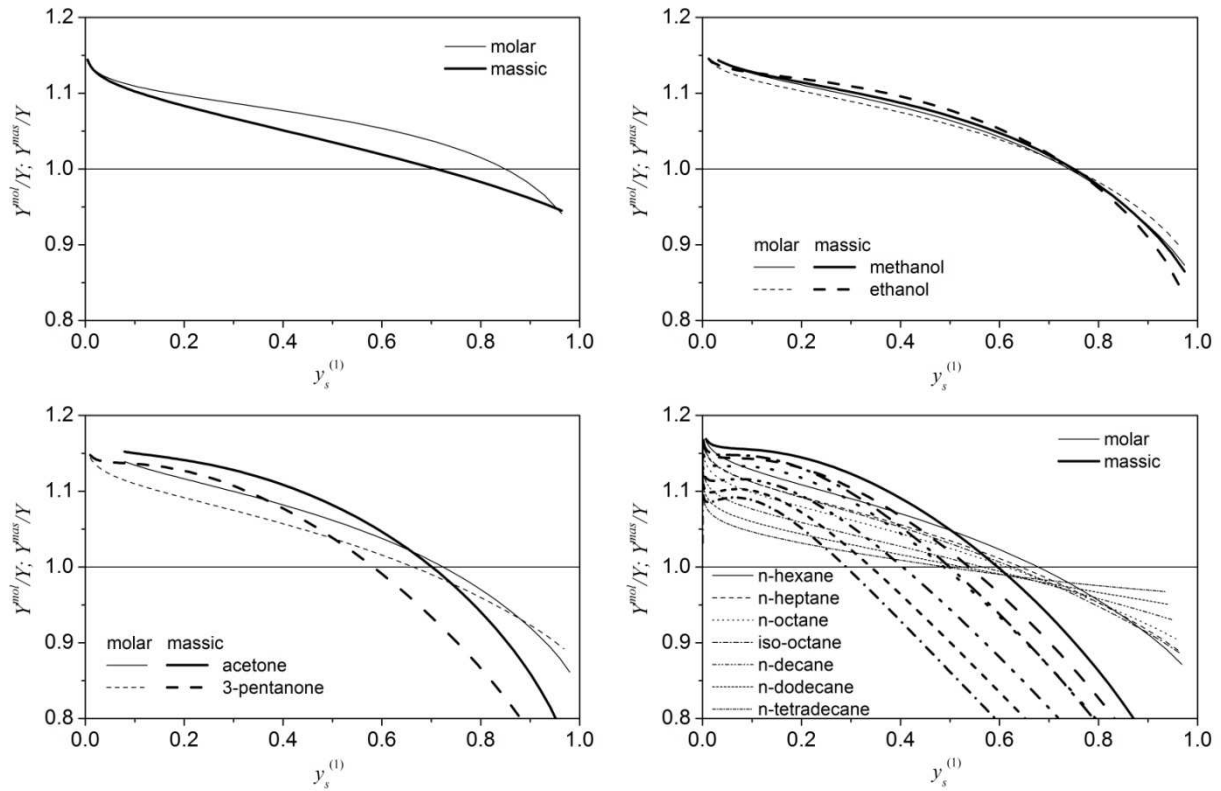 1.2
1.1
1.0
0.9
0.8
Y^mol/Y; Y^mas/Y
molar
massic
0.0 0.2 0.4 0.6 0.8 1.0
y_s^(1)
1.2
1.1
1.0
0.9
0.8
Y^mol/Y; Y^mas/Y
molar massic
methanol
ethanol
0.0 0.2 0.4 0.6 0.8 1.0
y_s^(1)
1.2
1.1
1.0
0.9
0.8
Y^mol/Y; Y^mas/Y
molar massic
acetone
3-pentanone
0.0 0.2 0.4 0.6 0.8 1.0
y_s^(1)
1.2
1.1
1.0
0.9
0.8
Y^mol/Y; Y^mas/Y
molar
massic
n-hexane
n-heptane
n-octane
iso-octane
n-decane
n-dodecane
n-tetradecane
0.0 0.2 0.4 0.6 0.8 1.0
y_s^(1)